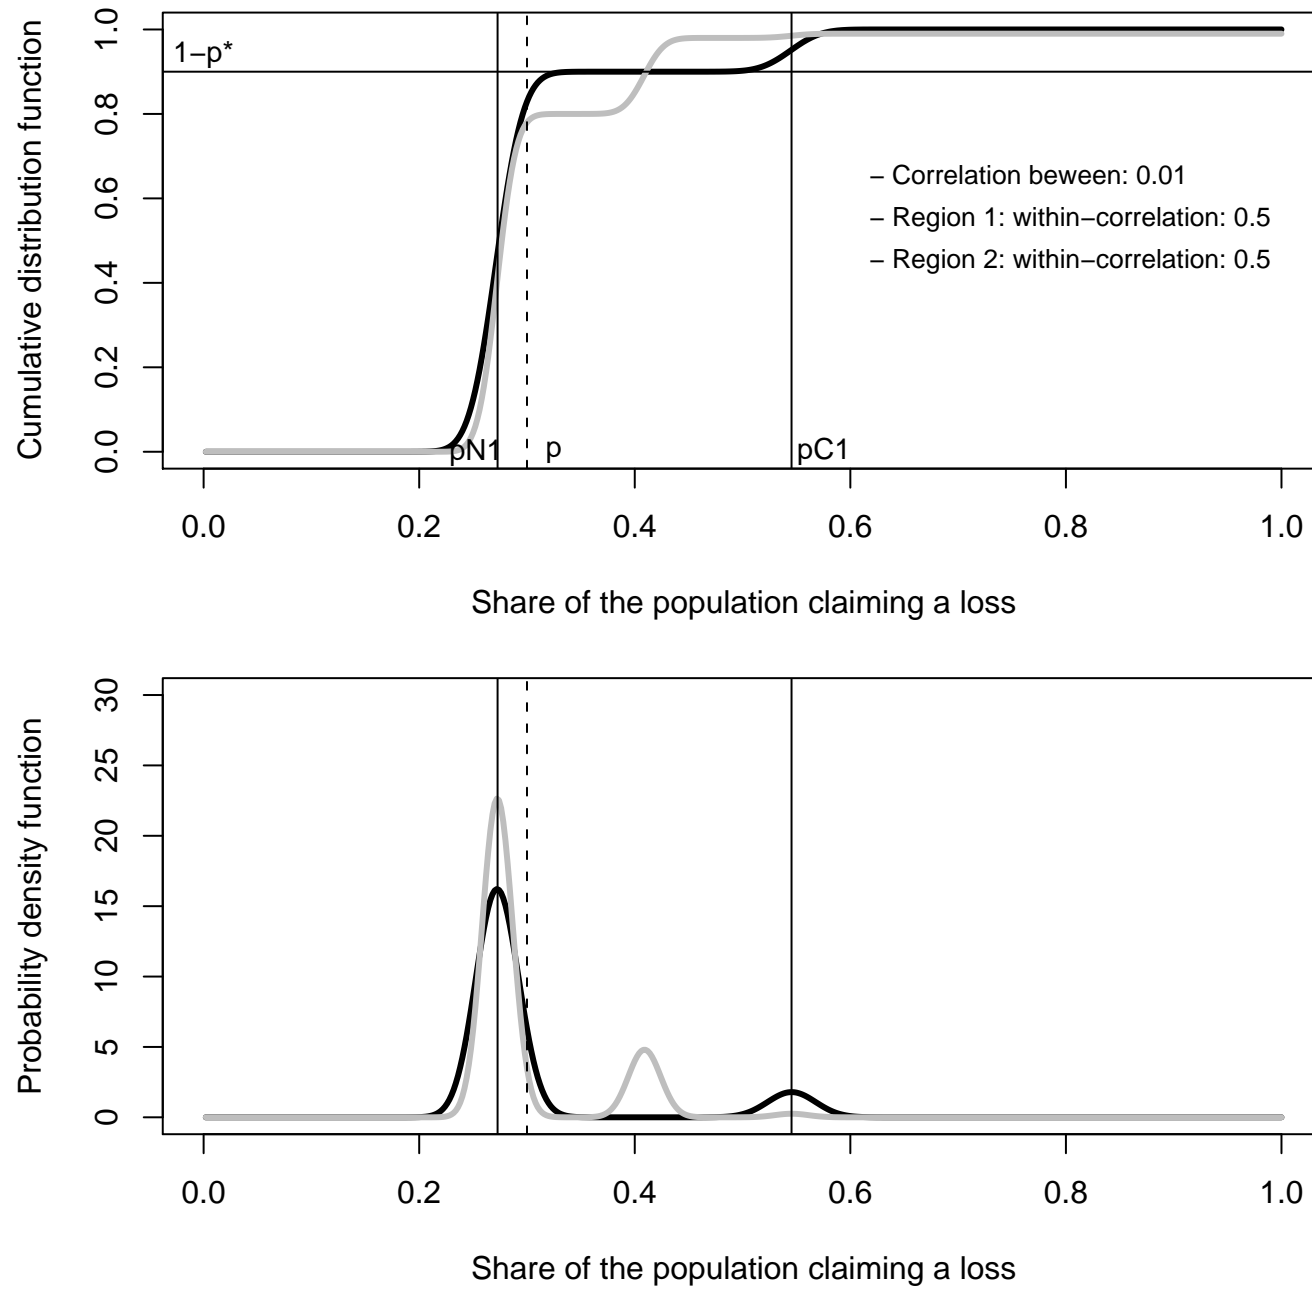 Cumulative distribution function
1.0
0.8
0.6
0.4
0.2
0.0
1−p*
− Correlation beween: 0.01
− Region 1: within−correlation: 0.5
− Region 2: within−correlation: 0.5
pN1 p pC1
0.0 0.2 0.4 0.6 0.8 1.0
Share of the population claiming a loss
Probability density function
30
25
20
15
10
5
0
0.0 0.2 0.4 0.6 0.8 1.0
Share of the population claiming a loss